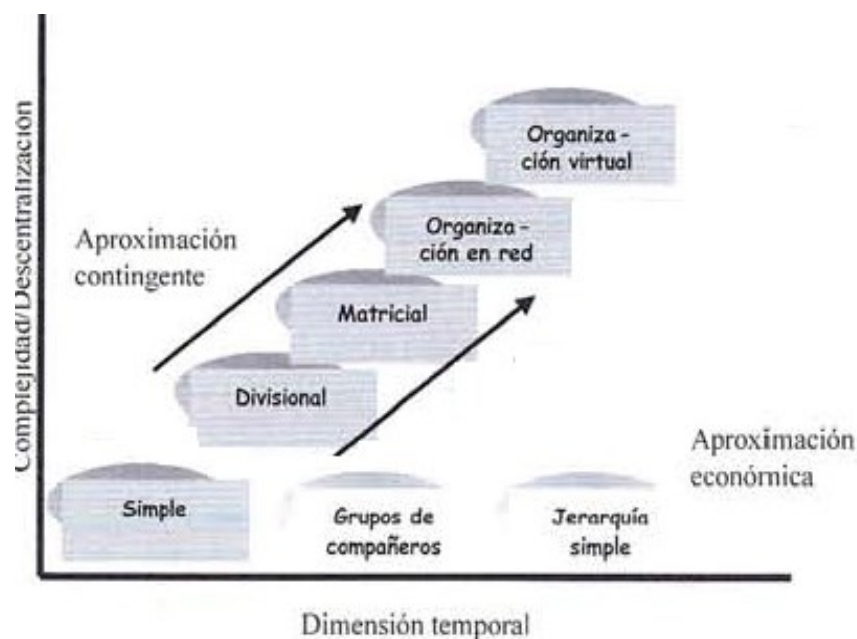 Complejidad/Descentralización
Organiza -
ción virtual
Organiza -
ción en red
Aproximación
contingente
Matricial
Divisional
Aproximación
económica
Simple
Grupos de
compañeros
Jerarquía
simple
Dimensión temporal